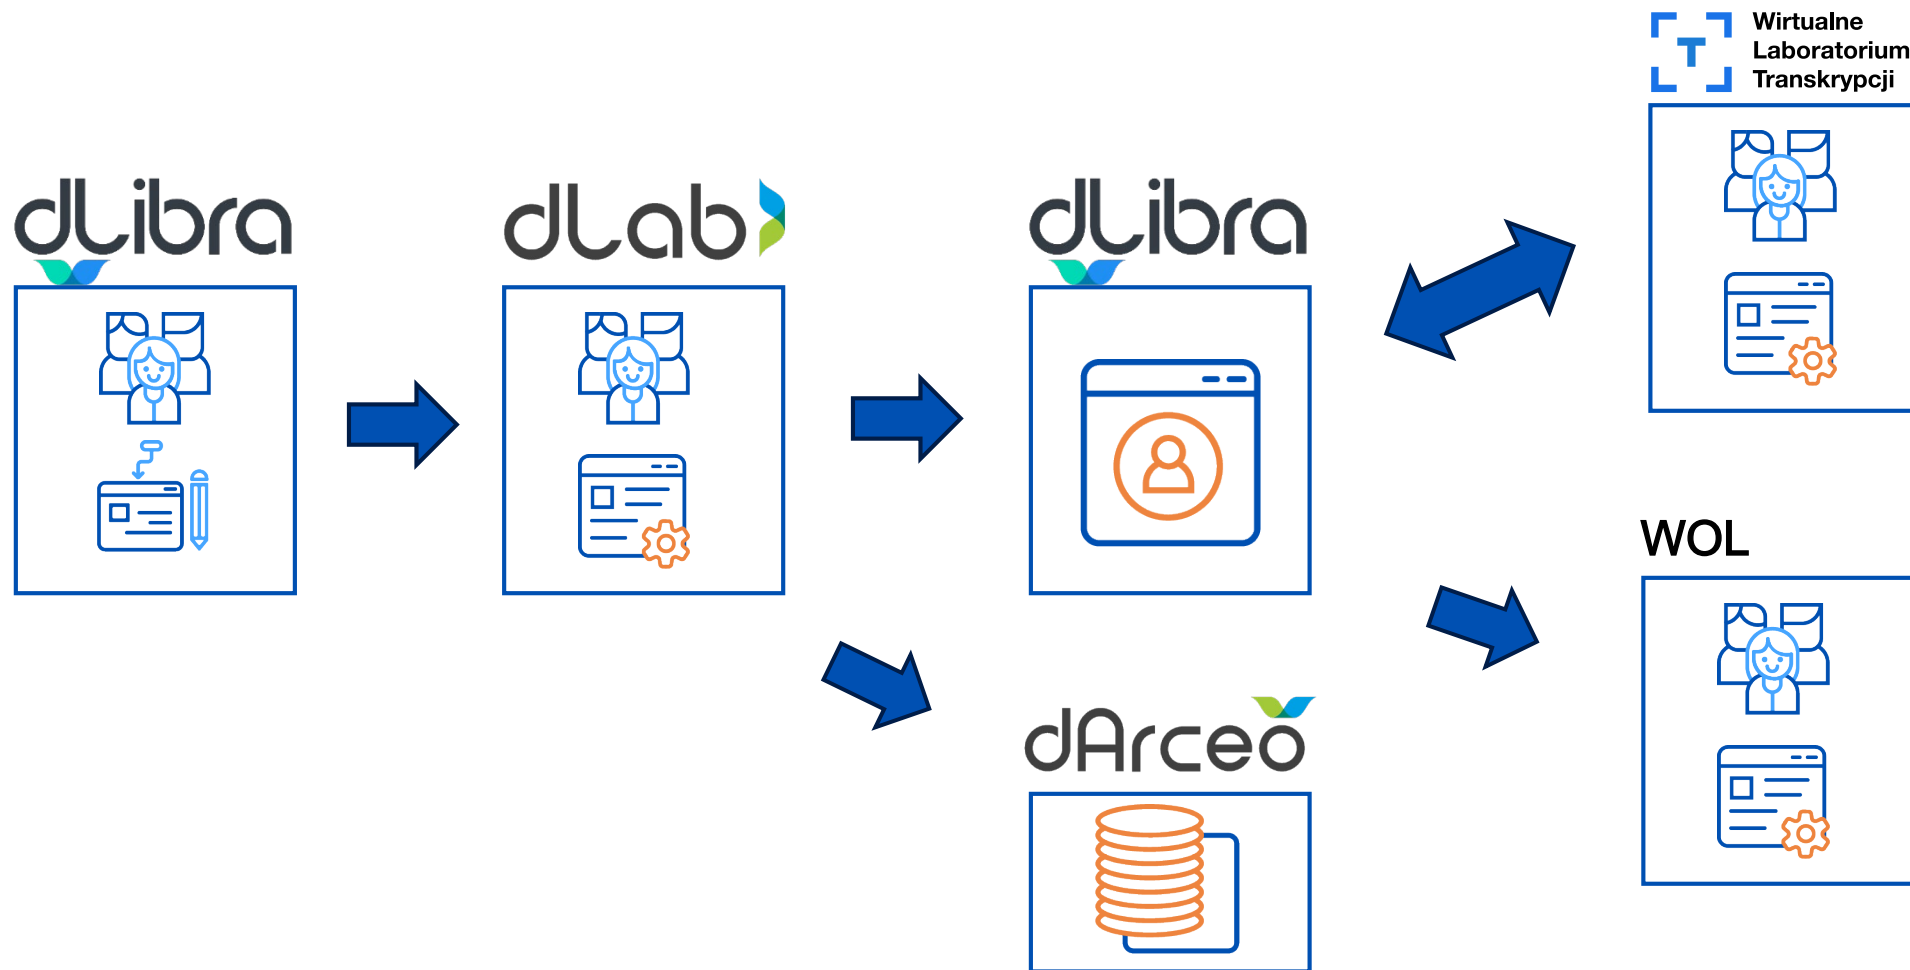 Wirtualne
Laboratorium
Transkrypcji
T
dLibra
dLab
dLibra
WOL
dArceo